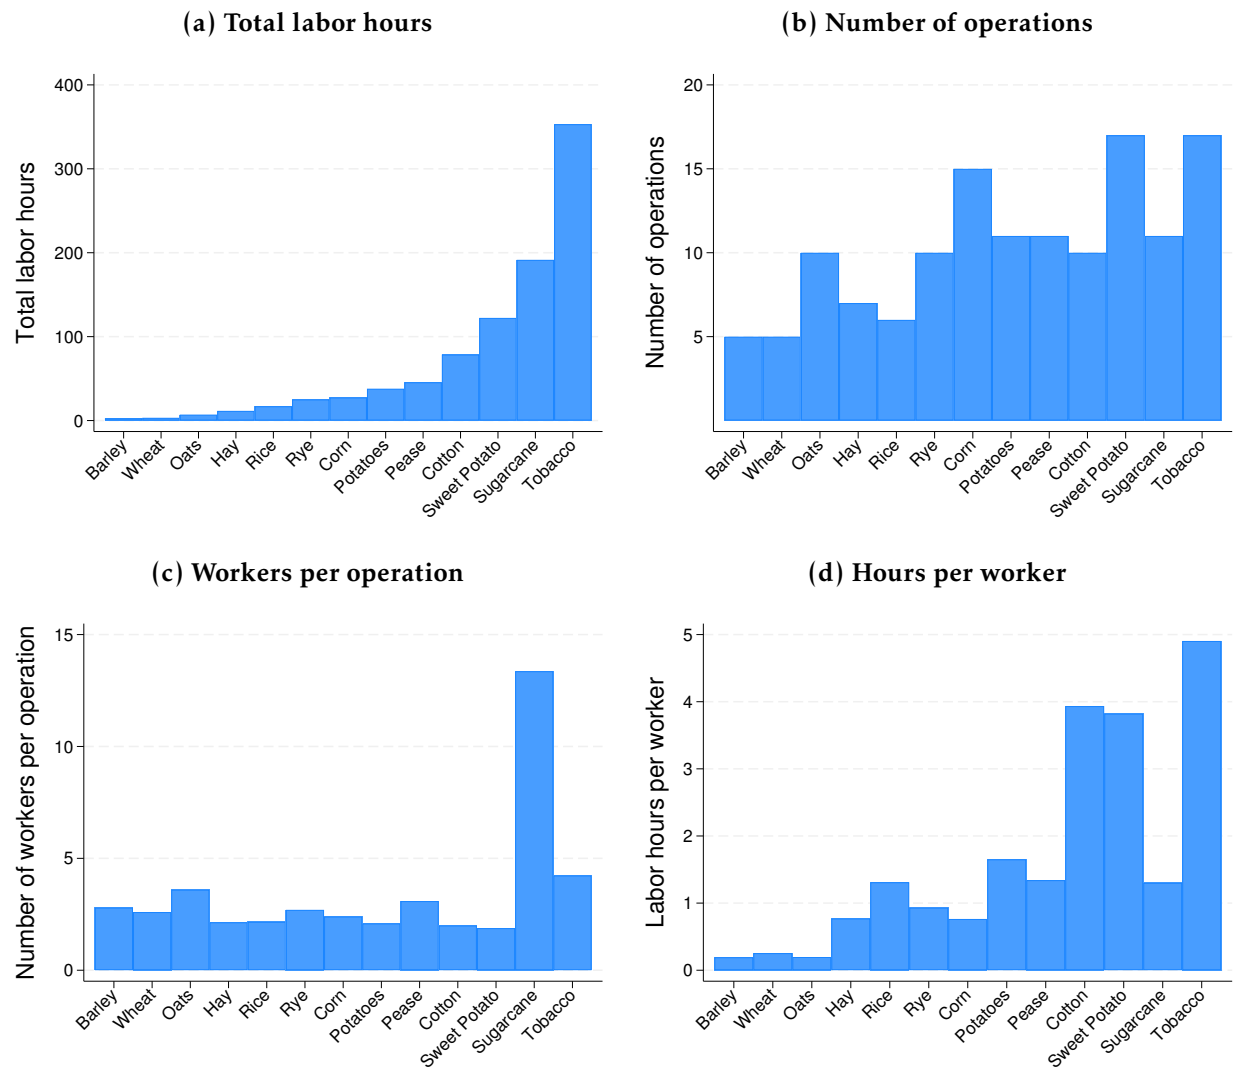 (a) Total labor hours
Total labor hours
400
300
200
100
0
Barley
Wheat
Oats
Hay
Rice
Rye
Corn
Potatoes
Pease
Cotton
Sweet Potato
Sugarcane
Tobacco
(b) Number of operations
Number of operations
20
15
10
5
Barley
Wheat
Oats
Hay
Rice
Rye
Corn
Potatoes
Pease
Cotton
Sweet Potato
Sugarcane
Tobacco
(c) Workers per operation
Number of workers per operation
15
10
5
0
Barley
Wheat
Oats
Hay
Rice
Rye
Corn
Potatoes
Pease
Cotton
Sweet Potato
Sugarcane
Tobacco
(d) Hours per worker
Labor hours per worker
5
4
3
2
1
0
Barley
Wheat
Oats
Hay
Rice
Rye
Corn
Potatoes
Pease
Cotton
Sweet Potato
Sugarcane
Tobacco